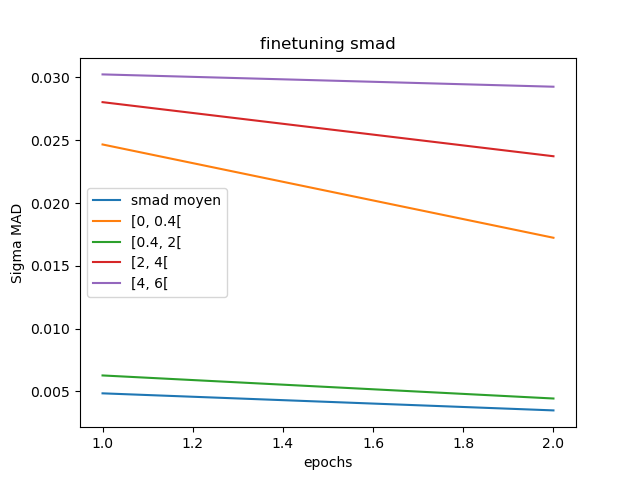 finetuning smad
0.030
0.025
0.020
0.015
0.010
0.005
Sigma MAD
smad moyen
[0, 0.4[
[0.4, 2[
[2, 4[
[4, 6[
1.0 1.2 1.4 1.6 1.8 2.0
epochs